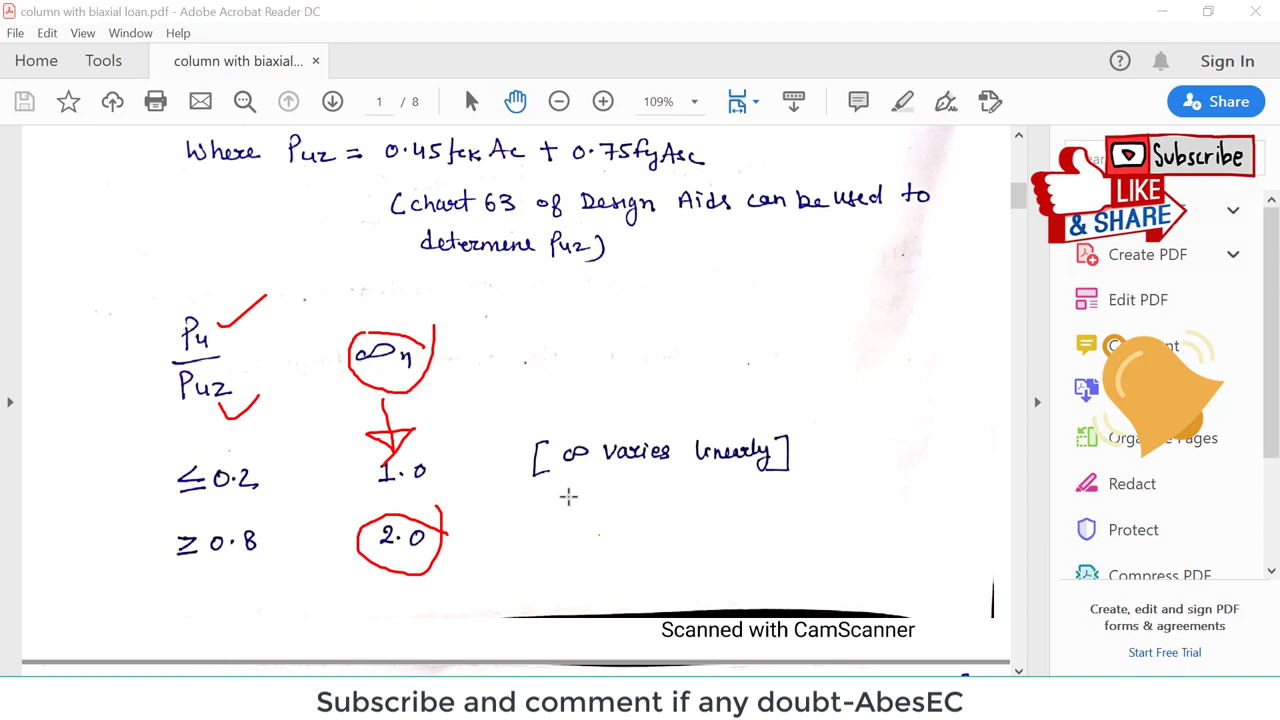 column with biaxial loan.pdf - Adobe Acrobat Reader DC
File Edit View Window Help
Home Tools column with biaxial... × Sign In
1 / 8 109% Share
Where Puz = 0.45fck Ac + 0.75fyAsc
(chart 63 of Design Aids can be used to
determine Puz)
Pu
Puz
∝n
≤ 0.2 1.0 [∝ varies linearly]
≥ 0.8 2.0
Scanned with CamScanner
Subscribe
LIKE
& SHARE
Create PDF
Edit PDF
Organize Pages
Redact
Protect
Compress PDF
Create, edit and sign PDF
forms & agreements
Start Free Trial
Subscribe and comment if any doubt-AbesEC